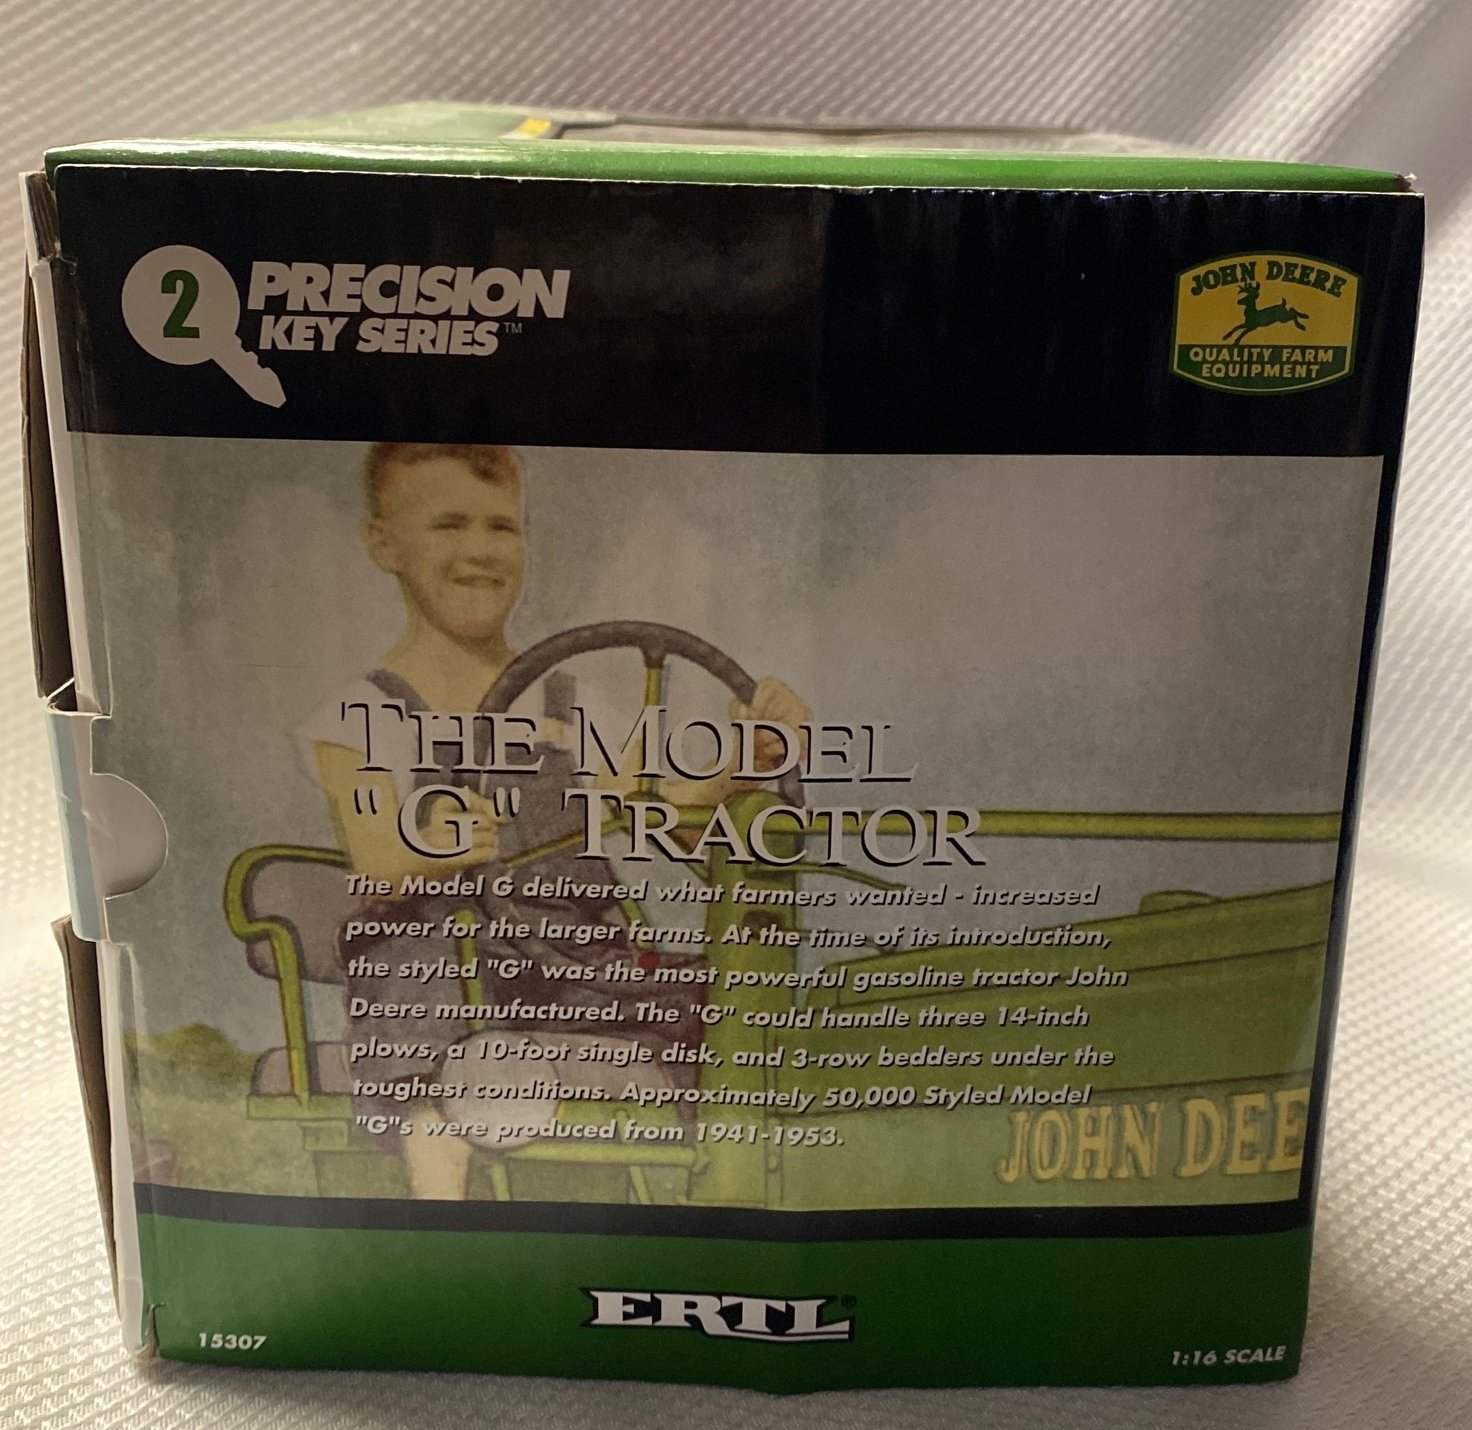 2 PRECISION
KEY SERIES™
JOHN DEERE
QUALITY FARM
EQUIPMENT
THE MODEL
"G" TRACTOR
The Model G delivered what farmers wanted - increased
power for the larger farms. At the time of its introduction,
the styled "G" was the most powerful gasoline tractor John
Deere manufactured. The "G" could handle three 14-inch
plows, a 10-foot single disk, and 3-row bedders under the
toughest conditions. Approximately 50,000 Styled Model
"G"s were produced from 1941-1953.
JOHN DEE
ERTL®
15307
1:16 SCALE